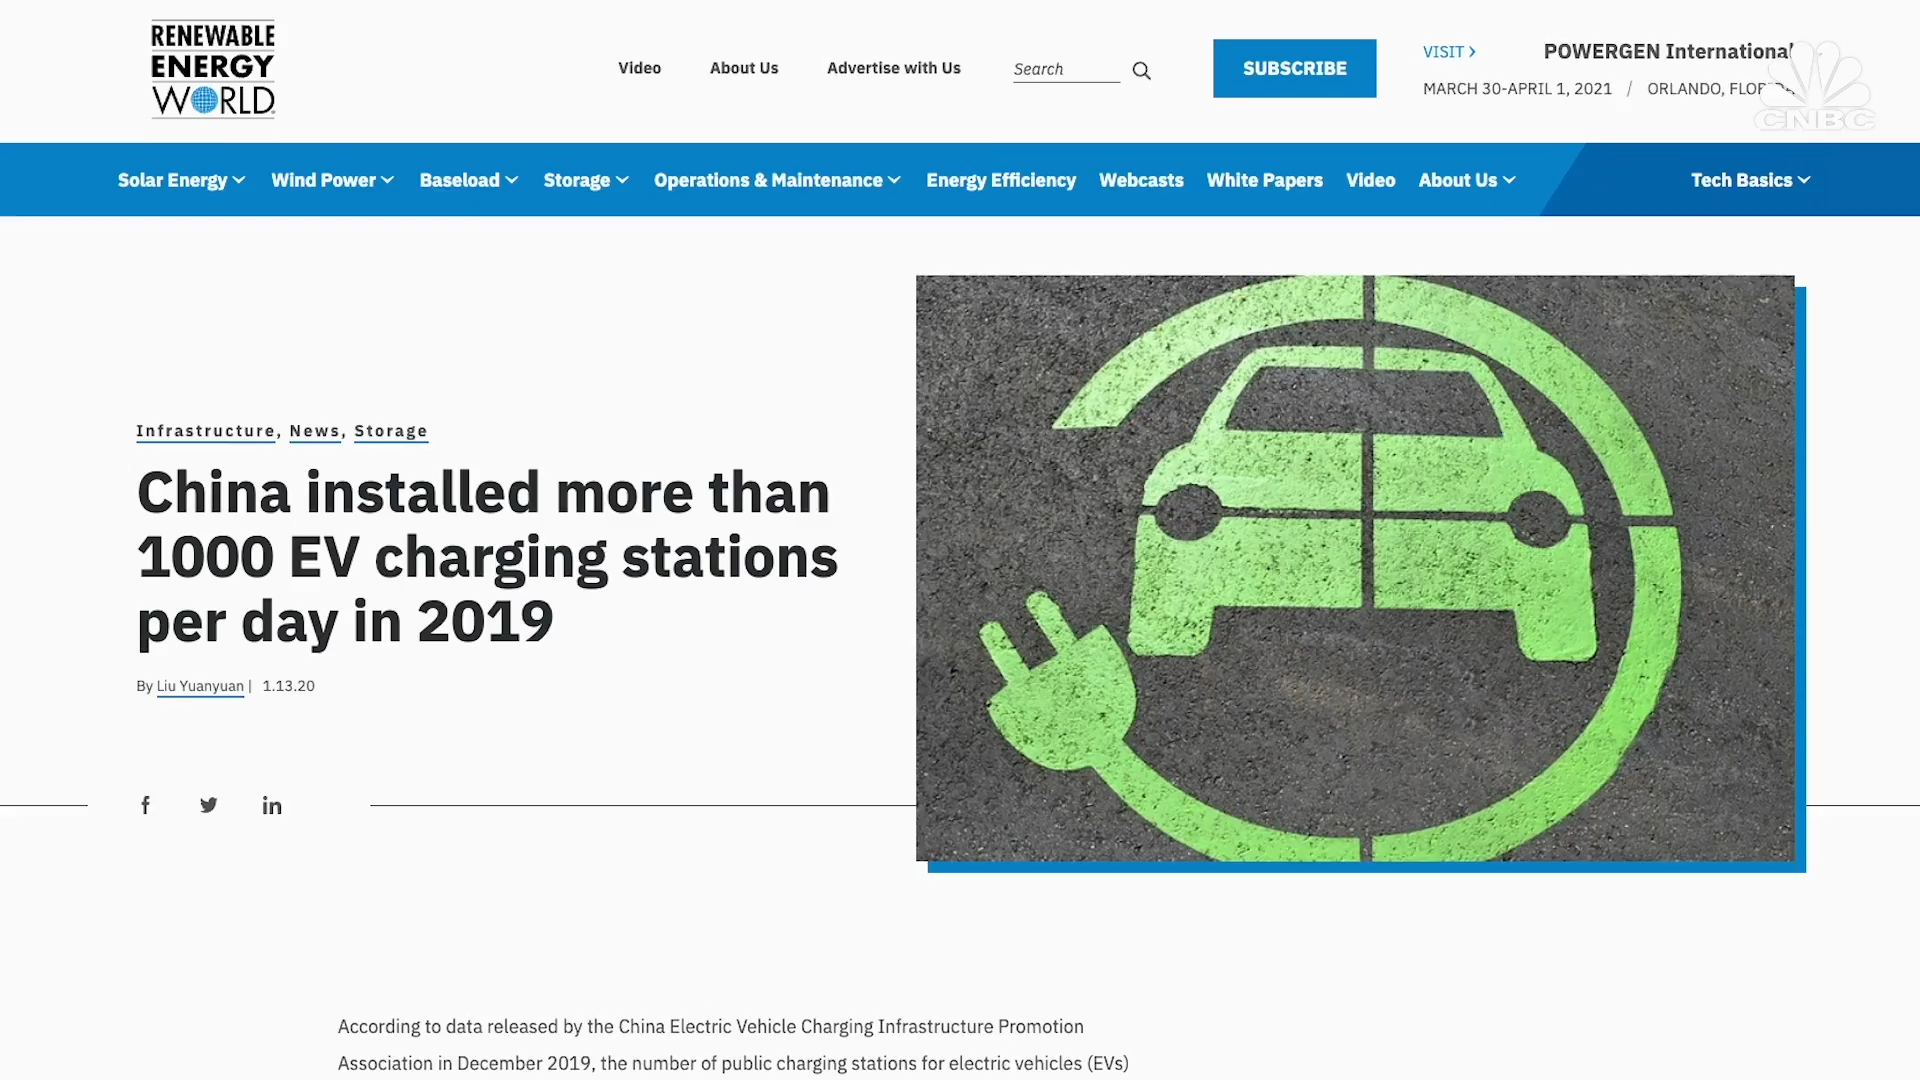 RENEWABLE
ENERGY
WORLD
Video
About Us
Advertise with Us
Search
SUBSCRIBE
VISIT
POWERGEN International
MARCH 30-APRIL 1, 2021 / ORLANDO, FLORIDA
CNBC
Solar Energy
Wind Power
Baseload
Storage
Operations & Maintenance
Energy Efficiency
Webcasts
White Papers
Video
About Us
Tech Basics
Infrastructure, News, Storage
China installed more than
1000 EV charging stations
per day in 2019
By Liu Yuanyuan | 1.13.20
According to data released by the China Electric Vehicle Charging Infrastructure Promotion
Association in December 2019, the number of public charging stations for electric vehicles (EVs)